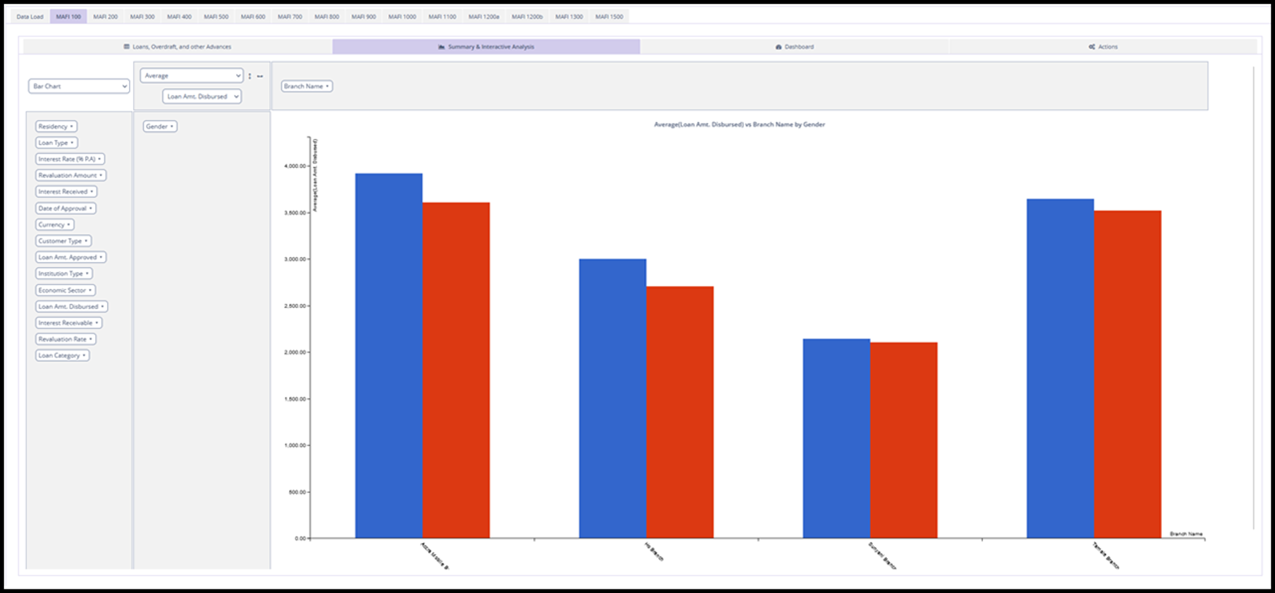 Data Load MAFI 100 MAFI 200 MAFI 300 MAFI 400 MAFI 500 MAFI 600 MAFI 700 MAFI 800 MAFI 900 MAFI 1000 MAFI 1100 MAFI 1200a MAFI 1200b MAFI 1300 MAFI 1500
Loans, Overdraft, and other Advances Summary & Interactive Analysis Dashboard Actions
Bar Chart
Average
Loan Amt. Disbursed
Branch Name
Residency
Loan Type
Interest Rate (% P.A)
Revaluation Amount
Interest Received
Date of Approval
Currency
Customer Type
Loan Amt. Approved
Institution Type
Economic Sector
Loan Amt. Disbursed
Interest Receivable
Revaluation Rate
Loan Category
Gender
Average(Loan Amt. Disbursed) vs Branch Name by Gender
Average(Loan Amt. Disbursed)
4,000.00
3,500.00
3,000.00
2,500.00
2,000.00
1,500.00
1,000.00
500.00
0.00
Ho Branch
Sunyani Branch
Tamale Branch
Branch Name